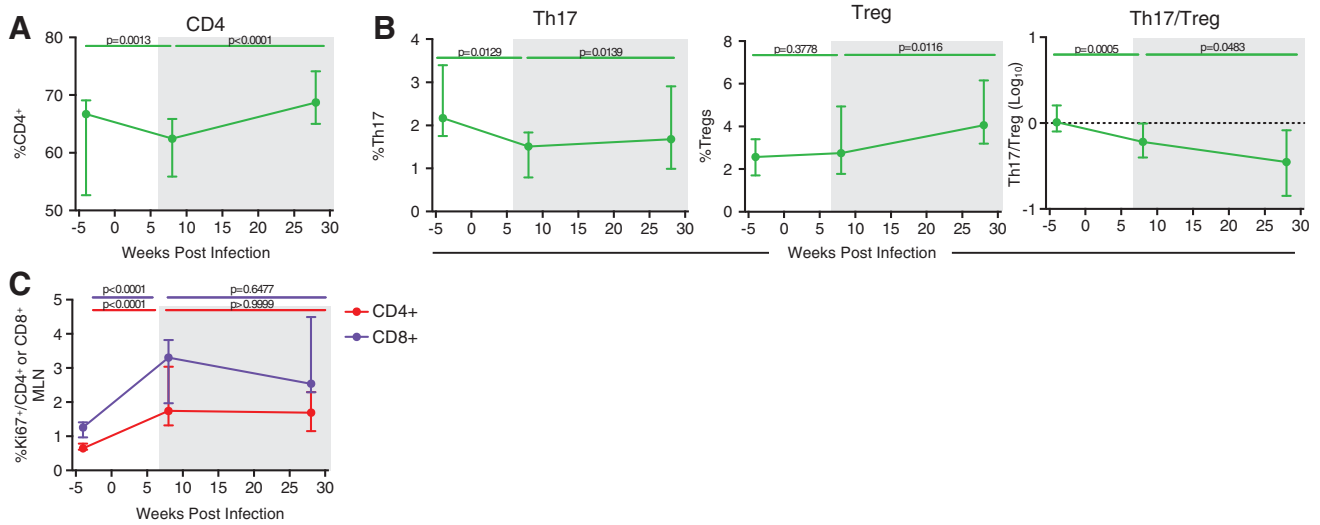 A
CD4
p=0.0013
p<0.0001
%CD4⁺
80
70
60
50
-5 0 5 10 15 20 25 30
Weeks Post Infection
B
Th17
p=0.0129
p=0.0139
%Th17
4
3
2
1
0
-5 0 5 10 15 20 25 30
Treg
p=0.3778
p=0.0116
%Tregs
8
6
4
2
0
-5 0 5 10 15 20 25 30
Th17/Treg
p=0.0005
p=0.0483
Th17/Treg (Log₁₀)
1
0
-1
-5 0 5 10 15 20 25 30
Weeks Post Infection
C
p<0.0001
p=0.6477
p<0.0001
p>0.9999
%Ki67⁺/CD4⁺ or CD8⁺
MLN
5
4
3
2
1
0
-5 0 5 10 15 20 25 30
Weeks Post Infection
CD4+
CD8+